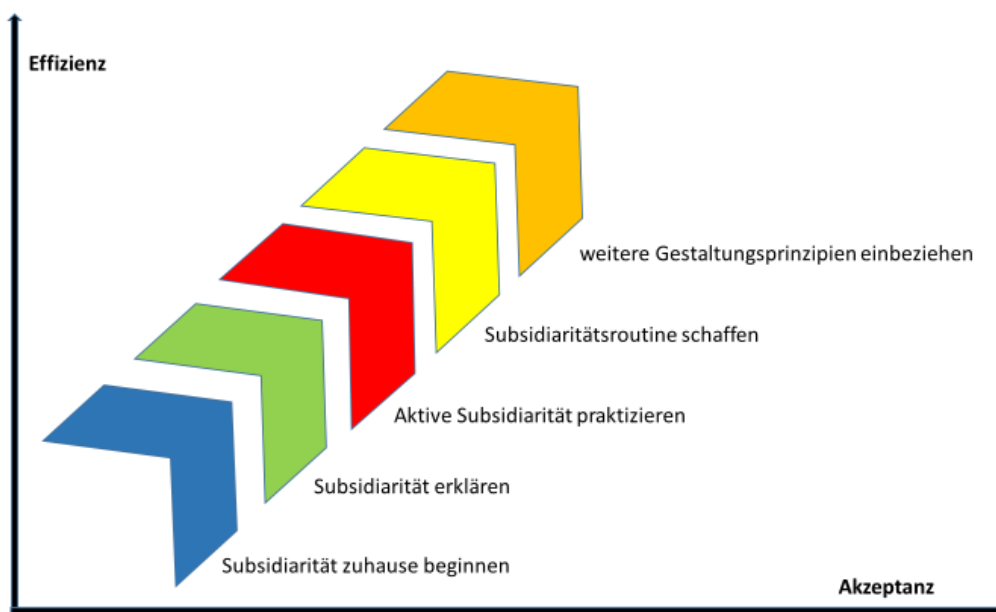 Effizienz
weitere Gestaltungsprinzipien einbeziehen
Subsidiaritätsroutine schaffen
Aktive Subsidiarität praktizieren
Subsidiarität erklären
Subsidiarität zuhause beginnen
Akzeptanz